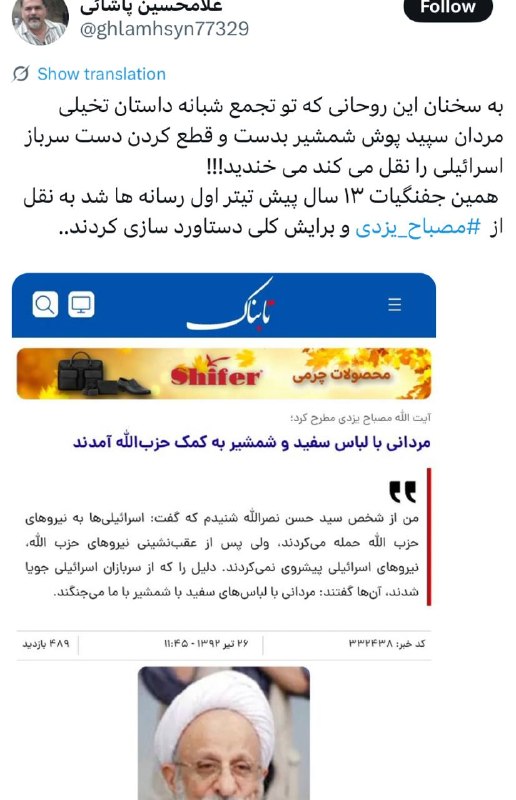 غلامحسین پاشائی
@ghlamhsyn77329
Follow
Show translation
به سخنان این روحانی که تو تجمع شبانه داستان تخیلی
مردان سپید پوش شمشیر بدست و قطع کردن دست سرباز
اسرائیلی را نقل می کند می خندید!!!
همین جفنگیات ۱۳ سال پیش تیتر اول رسانه ها شد به نقل
از #مصباح_یزدی و برایش کلی دستاورد سازی کردند..
تابناک
Shifer
محصولات چرمی
آیت الله مصباح یزدی مطرح کرد؛
مردانی با لباس سفید و شمشیر به کمک حزب‌الله آمدند
من از شخص سید حسن نصرالله شنیدم که گفت: اسرائیلی‌ها به نیروهای
حزب الله حمله می‌کردند، ولی پس از عقب‌نشینی نیروهای حزب الله،
نیروهای اسرائیلی پیشروی نمی‌کردند. دلیل را که از سربازان اسرائیلی جویا
شدند، آن‌ها گفتند: مردانی با لباس‌های سفید با شمشیر با ما می‌جنگند.
کد خبر: ۳۳۲۴۳۸
۲۶ تیر ۱۳۹۲ - ۱۱:۴۵
۴۸۹ بازدید